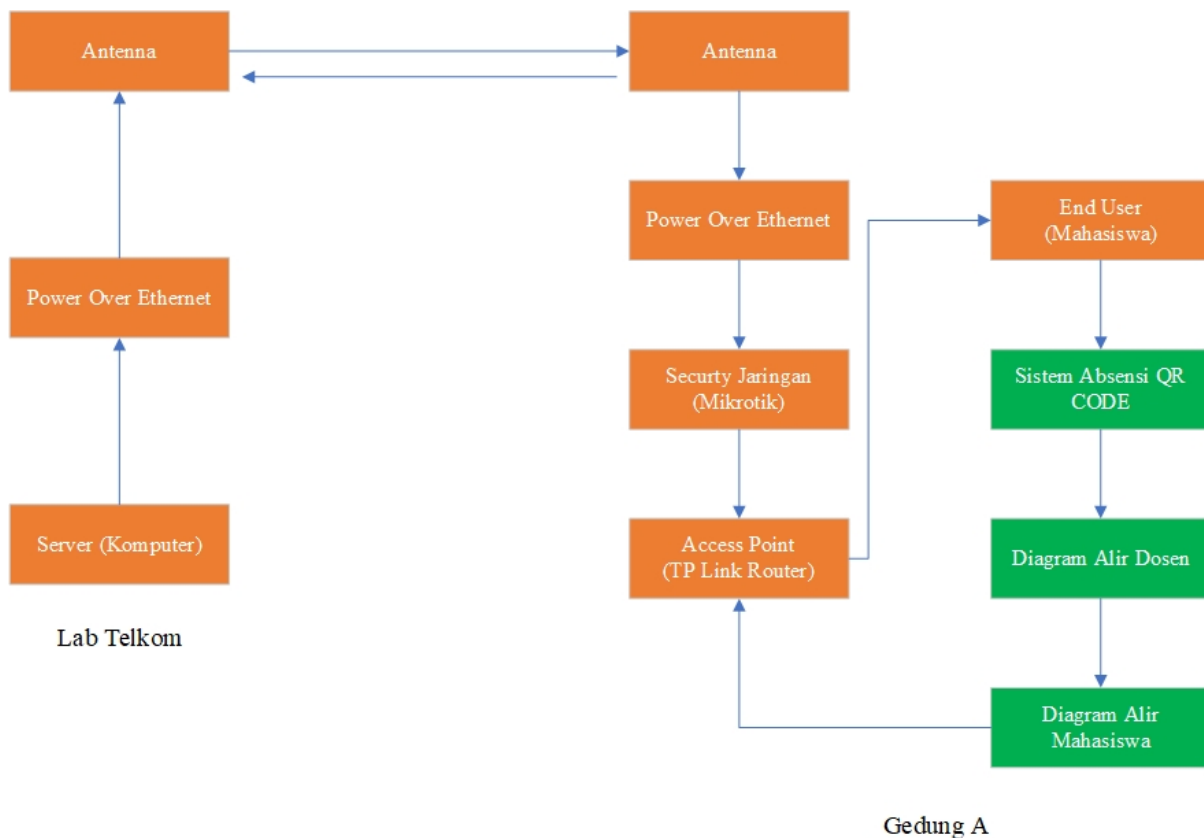 Antenna
Power Over Ethernet
Server (Komputer)
Lab Telkom
Antenna
Power Over Ethernet
Securty Jaringan
(Mikrotik)
Access Point
(TP Link Router)
End User
(Mahasiswa)
Sistem Absensi QR
CODE
Diagram Alir Dosen
Diagram Alir
Mahasiswa
Gedung A